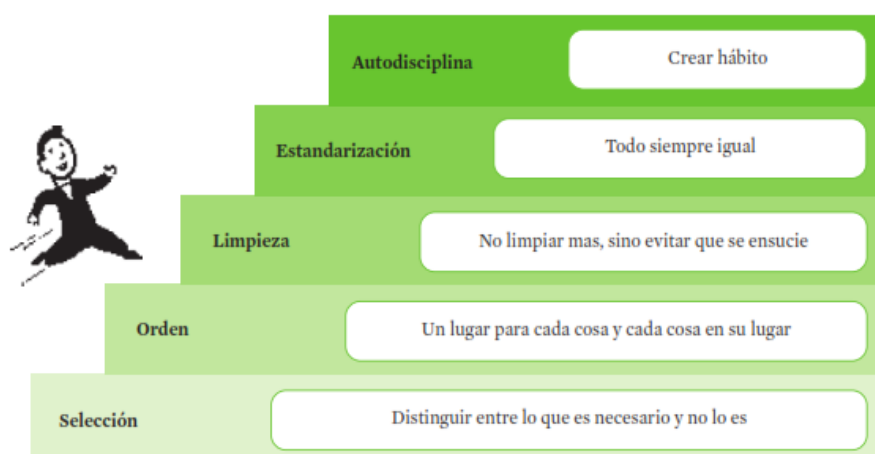 Autodisciplina Crear hábito
Estandarización Todo siempre igual
Limpieza No limpiar mas, sino evitar que se ensucie
Orden Un lugar para cada cosa y cada cosa en su lugar
Selección Distinguir entre lo que es necesario y no lo es